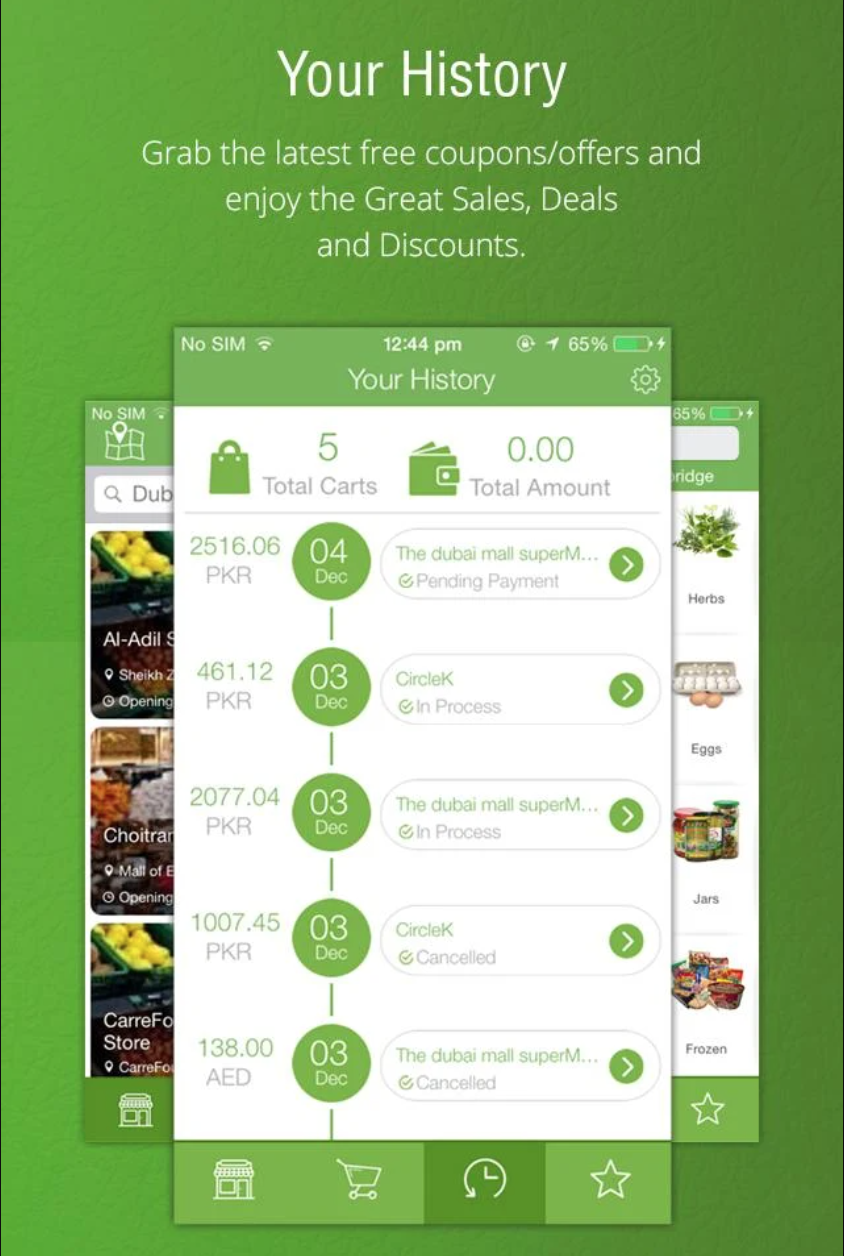 Your History
Grab the latest free coupons/offers and
enjoy the Great Sales, Deals
and Discounts.
No SIM 12:44 pm 65%
Your History
5
Total Carts
0.00
Total Amount
2516.06
PKR
04
Dec
The dubai mall superM...
Pending Payment
461.12
PKR
03
Dec
CircleK
In Process
2077.04
PKR
03
Dec
The dubai mall superM...
In Process
1007.45
PKR
03
Dec
CircleK
Cancelled
138.00
AED
03
Dec
The dubai mall superM...
Cancelled
No SIM
Dub
Al-Adil S
Sheikh Z
Opening
Choitrar
Mall of E
Opening
CarreFo
Store
CarreFou
65%
ridge
Herbs
Eggs
Jars
Frozen